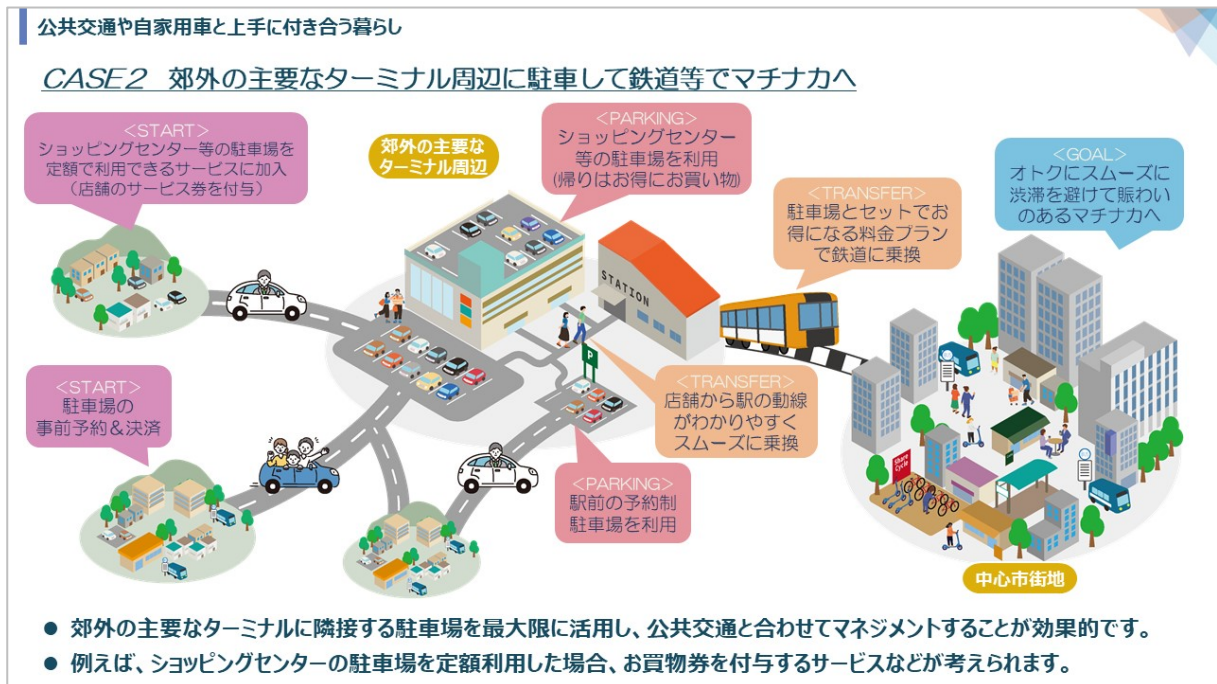 公共交通や自家用車と上手に付き合う暮らし
CASE2 郊外の主要なターミナル周辺に駐車して鉄道等でマチナカへ
<START>
ショッピングセンター等の駐車場を
定額で利用できるサービスに加入
(店舗のサービス券を付与)
郊外の主要な
ターミナル周辺
<PARKING>
ショッピングセンター
等の駐車場を利用
(帰りはお得にお買い物)
<TRANSFER>
駐車場とセットでお
得になる料金プラン
で鉄道に乗換
<GOAL>
オトクにスムーズに
渋滞を避けて賑わい
のあるマチナカへ
STATION
P
<START>
駐車場の
事前予約&決済
<TRANSFER>
店舗から駅の動線
がわかりやすく
スムーズに乗換
<PARKING>
駅前の予約制
駐車場を利用
Share
Cycle
中心市街地
● 郊外の主要なターミナルに隣接する駐車場を最大限に活用し、公共交通と合わせてマネジメントすることが効果的です。
● 例えば、ショッピングセンターの駐車場を定額利用した場合、お買物券を付与するサービスなどが考えられます。